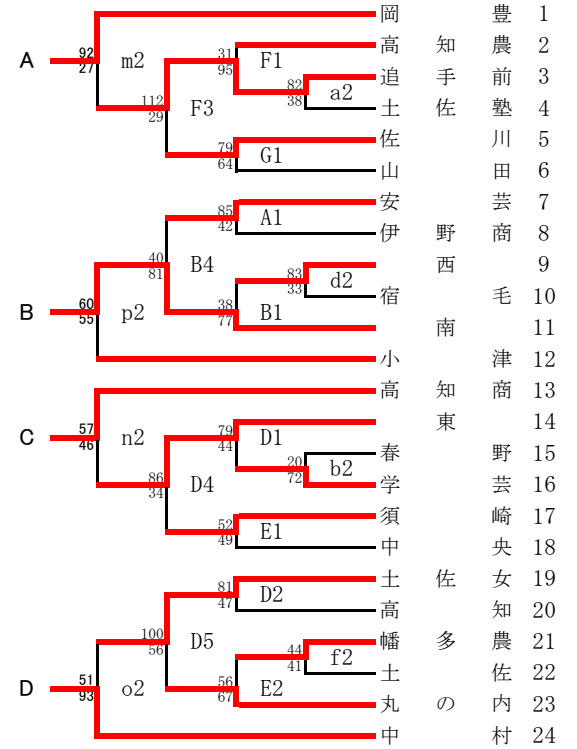 岡 豊 1
高 知 農 2
92 31 F1
A m2
27 95
追 手 前 3
82 a2
38
112 F3
29
土 佐 塾 4
佐 川 5
79 G1
64
山 田 6
安 芸 7
85 A1
42
伊 野 商 8
40 B4
81
西 9
83 d2
33
宿 毛 10
B 60 p2
55
38 B1
77
南 11
小 津 12
高 知 商 13
東 14
C 57 n2
46
79 D1
44
春 野 15
20 b2
72
86 D4
34
学 芸 16
須 崎 17
52 E1
49
中 央 18
土 佐 女 19
81 D2
47
高 知 20
100 D5
56
幡 多 農 21
44 f2
41
土 佐 22
D 51 o2
93
56 E2
67
丸 の 内 23
中 村 24